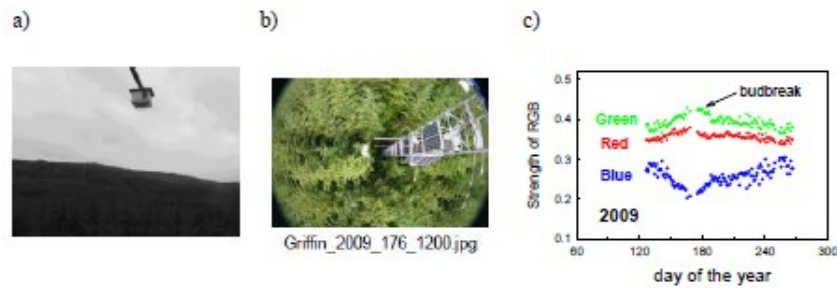 a)
b)
c)
Griffin_2009_176_1200.jpg
Strength of RGB
0.5
0.4
0.3
0.2
0.1
budbreak
Green
Red
Blue
2009
60
120
180
240
300
day of the year